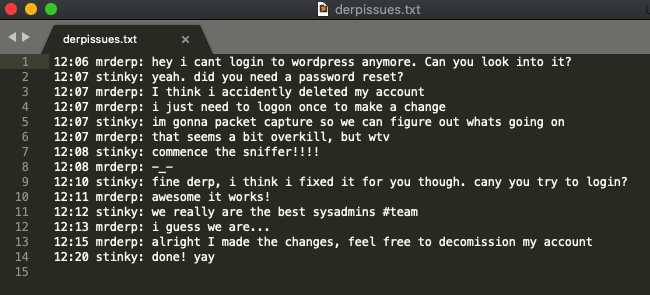 derpissues.txt
derpissues.txt ×
1 12:06 mrderp: hey i cant login to wordpress anymore. Can you look into it?
2 12:07 stinky: yeah. did you need a password reset?
3 12:07 mrderp: I think i accidently deleted my account
4 12:07 mrderp: i just need to logon once to make a change
5 12:07 stinky: im gonna packet capture so we can figure out whats going on
6 12:07 mrderp: that seems a bit overkill, but wtv
7 12:08 stinky: commence the sniffer!!!!
8 12:08 mrderp: -_-
9 12:10 stinky: fine derp, i think i fixed it for you though. cany you try to login?
10 12:11 mrderp: awesome it works!
11 12:12 stinky: we really are the best sysadmins #team
12 12:13 mrderp: i guess we are...
13 12:15 mrderp: alright I made the changes, feel free to decomission my account
14 12:20 stinky: done! yay
15